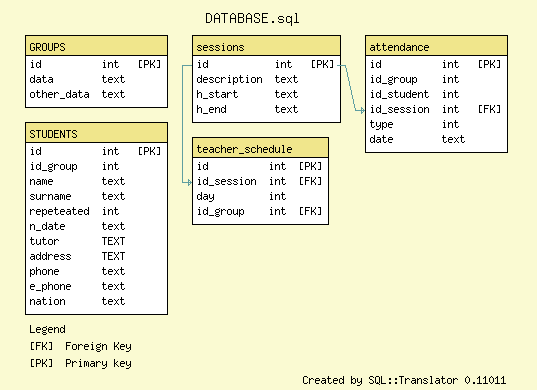 DATABASE.sql
GROUPS
id int [PK]
data text
other_data text
sessions
id int [PK]
description text
h_start text
h_end text
attendance
id int [PK]
id_group int
id_student int
id_session int [FK]
type int
date text
STUDENTS
id int [PK]
id_group int
name text
surname text
repeteated int
n_date text
tutor TEXT
address TEXT
phone text
e_phone text
nation text
teacher_schedule
id int [PK]
id_session int [FK]
day int
id_group int [FK]
Legend
[FK] Foreign Key
[PK] Primary key
Created by SQL::Translator 0.11011